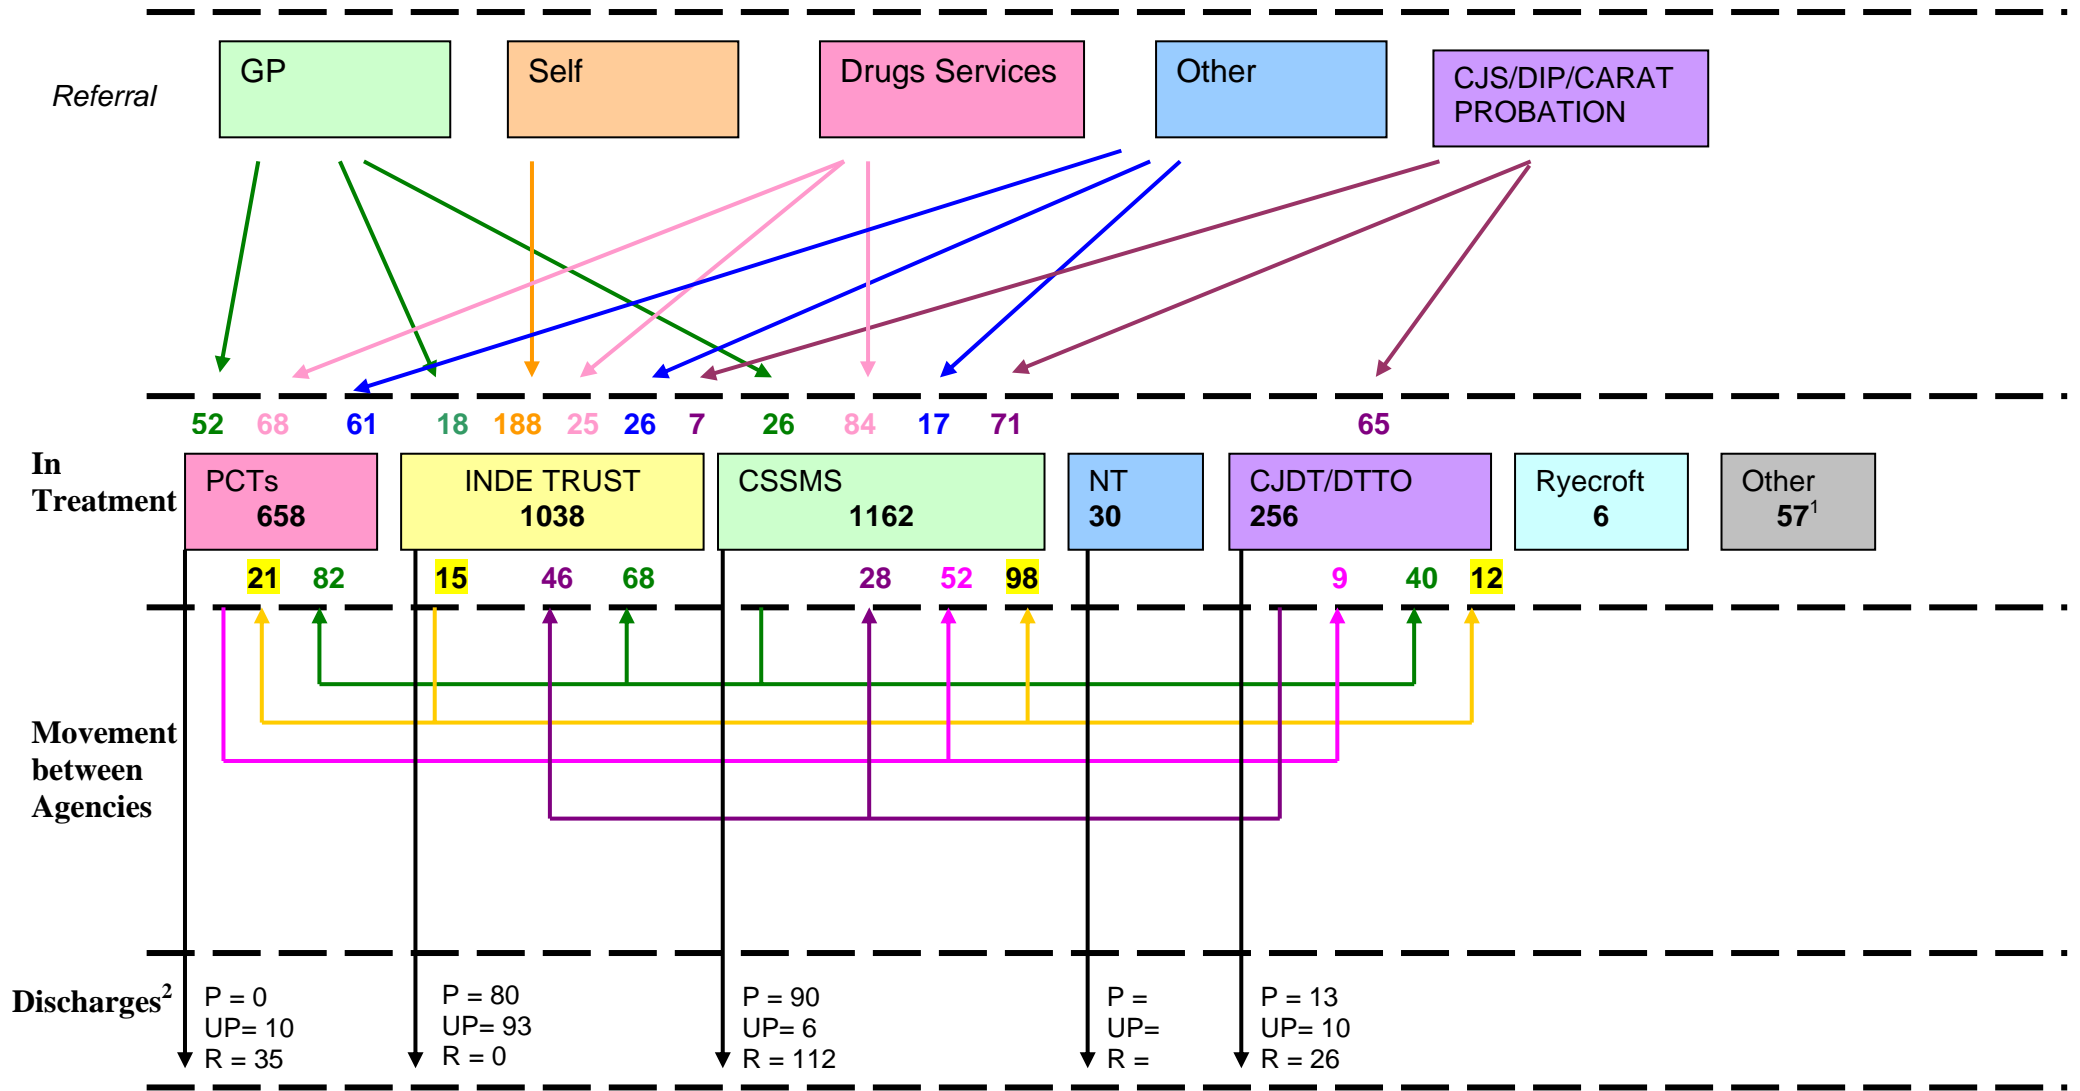 Referral
GP
Self
Drugs Services
Other
CJS/DIP/CARAT
PROBATION
52 68 61 18 188 25 26 7 26 84 17 71 65
In
Treatment
PCTs
658
INDE TRUST
1038
CSSMS
1162
NT
30
CJDT/DTTO
256
Ryecroft
6
Other
57¹
21 82 15 46 68 28 52 98 9 40 12
Movement
between
Agencies
Discharges²
P = 0
UP= 10
R = 35
P = 80
UP= 93
R = 0
P = 90
UP= 6
R = 112
P =
UP=
R =
P = 13
UP= 10
R = 26